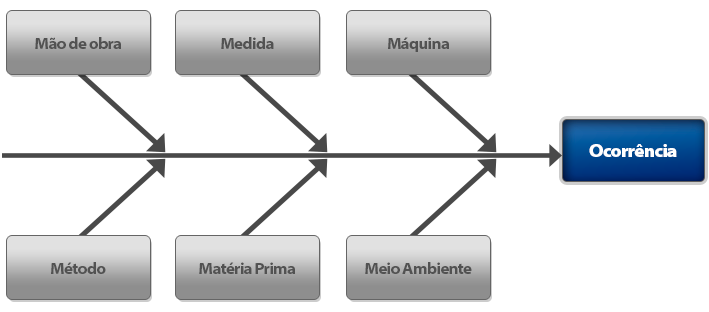 Mão de obra
Medida
Máquina
Ocorrência
Método
Matéria Prima
Meio Ambiente